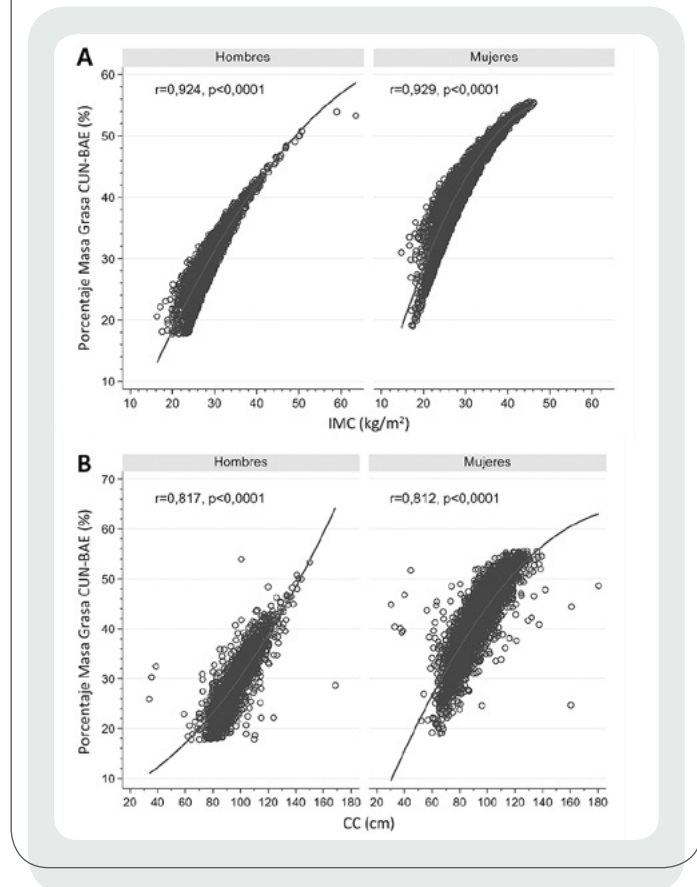 A
Hombres
Mujeres
r=0,924, p<0,0001
r=0,929, p<0,0001
Porcentaje Masa Grasa CUN-BAE (%)
60
50
40
30
20
10
10 20 30 40 50 60
10 20 30 40 50 60
IMC (kg/m²)
B
Hombres
Mujeres
r=0,817, p<0,0001
r=0,812, p<0,0001
Porcentaje Masa Grasa CUN-BAE (%)
70
60
50
40
30
20
10
20 40 60 80 100 120 140 160 180
20 40 60 80 100 120 140 160 180
CC (cm)